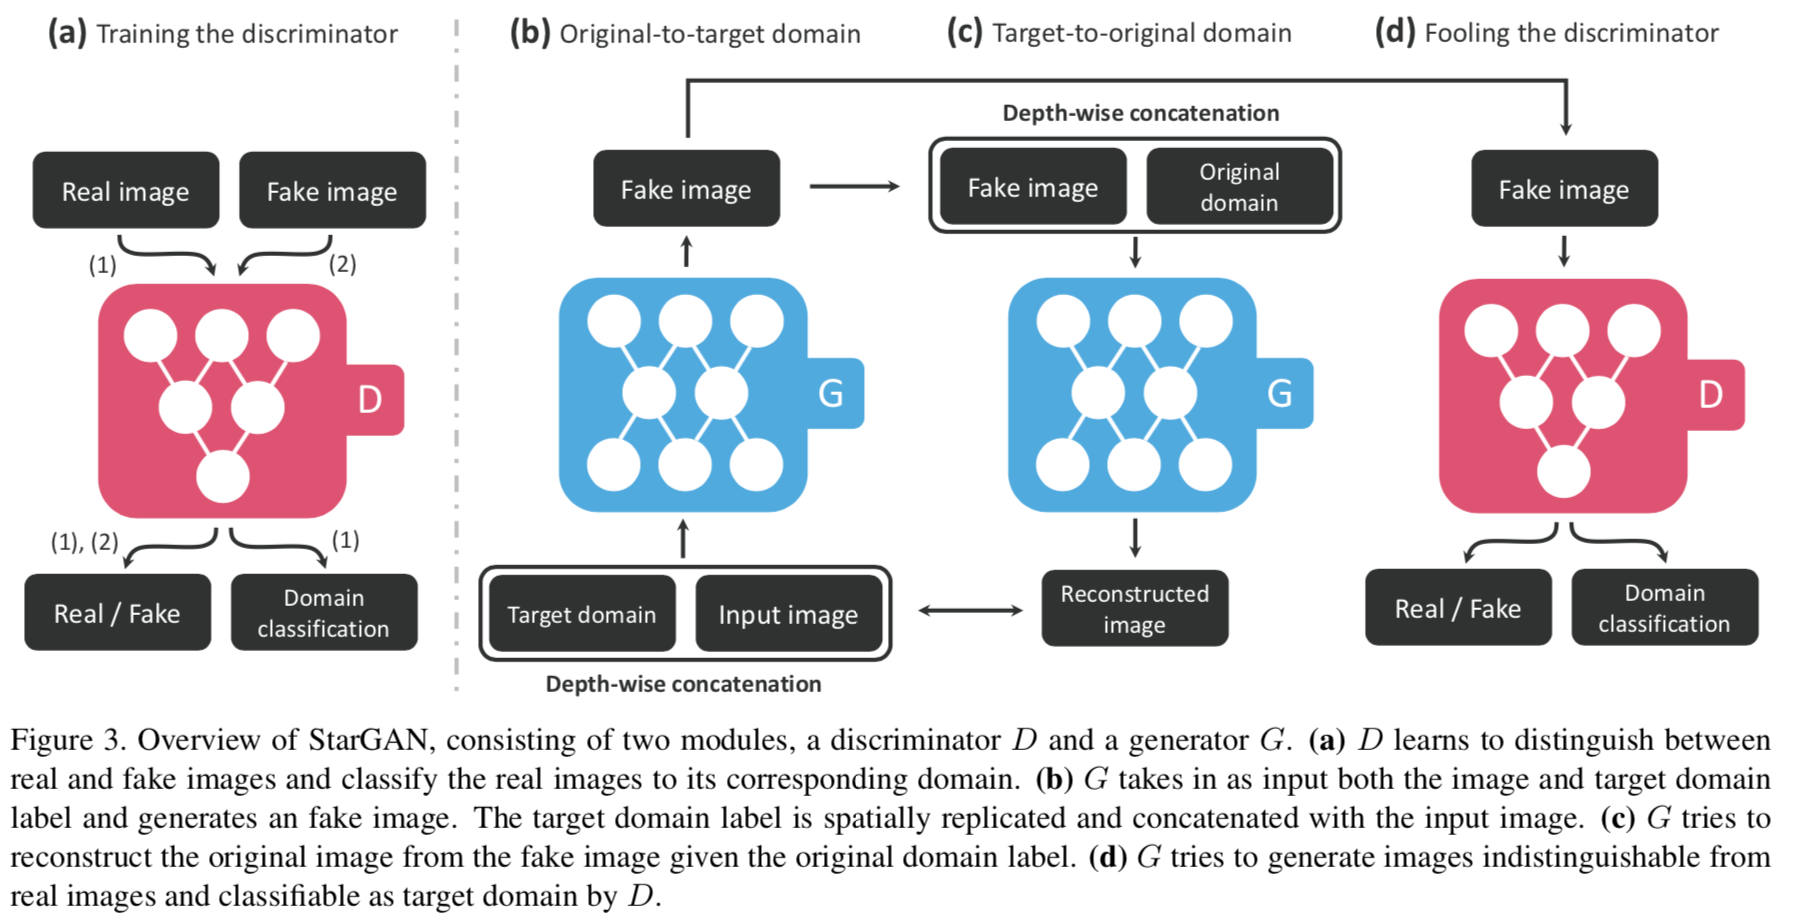 (a) Training the discriminator
(b) Original-to-target domain
(c) Target-to-original domain
(d) Fooling the discriminator
Real image
Fake image
(1)
(2)
D
(1), (2)
(1)
Real / Fake
Domain
classification
Fake image
G
Target domain
Input image
Depth-wise concatenation
Depth-wise concatenation
Fake image
Original
domain
G
Reconstructed
image
Fake image
D
Real / Fake
Domain
classification
Figure 3. Overview of StarGAN, consisting of two modules, a discriminator D and a generator G. (a) D learns to distinguish between
real and fake images and classify the real images to its corresponding domain. (b) G takes in as input both the image and target domain
label and generates an fake image. The target domain label is spatially replicated and concatenated with the input image. (c) G tries to
reconstruct the original image from the fake image given the original domain label. (d) G tries to generate images indistinguishable from
real images and classifiable as target domain by D.